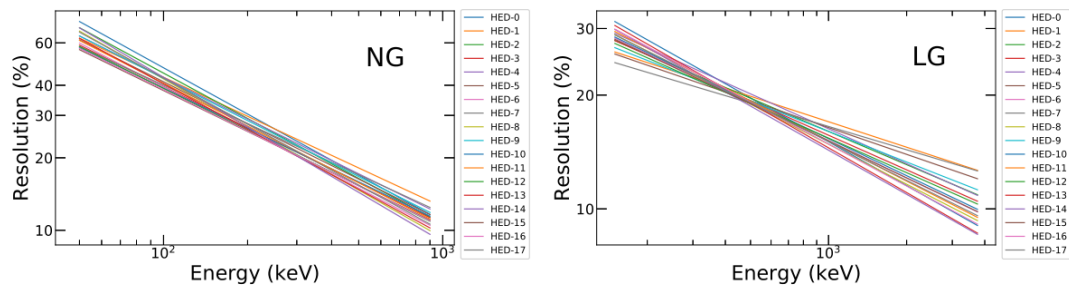 NG
Resolution (%)
60
40
30
20
10
10²
10³
Energy (keV)
HED-0
HED-1
HED-2
HED-3
HED-4
HED-5
HED-6
HED-7
HED-8
HED-9
HED-10
HED-11
HED-12
HED-13
HED-14
HED-15
HED-16
HED-17
LG
Resolution (%)
30
20
10
10³
Energy (keV)
HED-0
HED-1
HED-2
HED-3
HED-4
HED-5
HED-6
HED-7
HED-8
HED-9
HED-10
HED-11
HED-12
HED-13
HED-14
HED-15
HED-16
HED-17